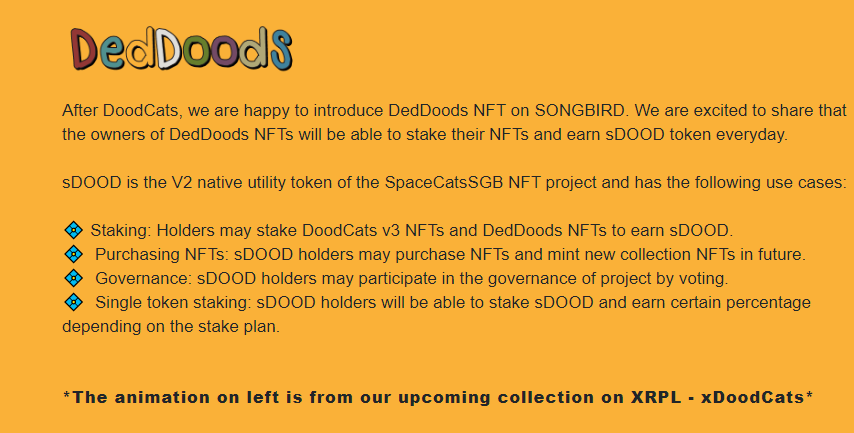 DedDoodS
After DoodCats, we are happy to introduce DedDoods NFT on SONGBIRD. We are excited to share that
the owners of DedDoods NFTs will be able to stake their NFTs and earn sDOOD token everyday.
sDOOD is the V2 native utility token of the SpaceCatsSGB NFT project and has the following use cases:
💠 Staking: Holders may stake DoodCats v3 NFTs and DedDoods NFTs to earn sDOOD.
💠 Purchasing NFTs: sDOOD holders may purchase NFTs and mint new collection NFTs in future.
💠 Governance: sDOOD holders may participate in the governance of project by voting.
💠 Single token staking: sDOOD holders will be able to stake sDOOD and earn certain percentage
depending on the stake plan.
*The animation on left is from our upcoming collection on XRPL - xDoodCats*